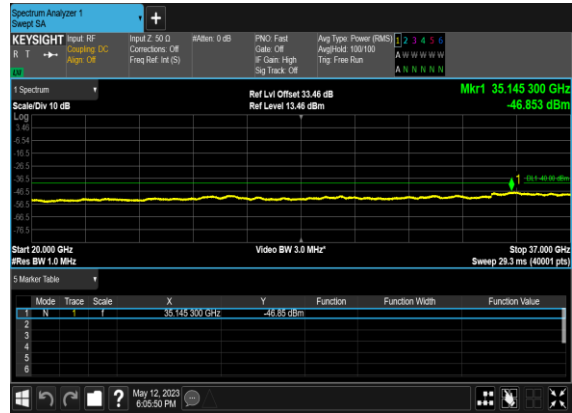 Spectrum Analyzer 1
Swept SA
+
KEYSIGHT Input: RF Input Z: 50 Ω #Atten: 0 dB PNO: Fast Avg Type: Power (RMS) 1 2 3 4 5 6
R T Coupling: DC Corrections: Off Gate: Off Avg|Hold: 100/100 A W W W W W
Align: Off Freq Ref: Int (S) IF Gain: High Trig: Free Run
Sig Track: Off A N N N N N
1 Spectrum Ref Lvl Offset 33.46 dB Mkr1 35.145 300 GHz
Scale/Div 10 dB Ref Level 13.46 dBm -46.853 dBm
Log
3.46
-6.54
-16.5
-26.5
-36.5
1 DL1 -40.00 dBm
-46.5
-56.5
-66.5
-76.5
Start 20.000 GHz Video BW 3.0 MHz* Stop 37.000 GHz
#Res BW 1.0 MHz Sweep 29.3 ms (40001 pts)
5 Marker Table
Mode Trace Scale X Y Function Function Width Function Value
1 N 1 f 35.145 300 GHz -46.85 dBm
2
3
4
5
6
? May 12, 2023
6:05:50 PM